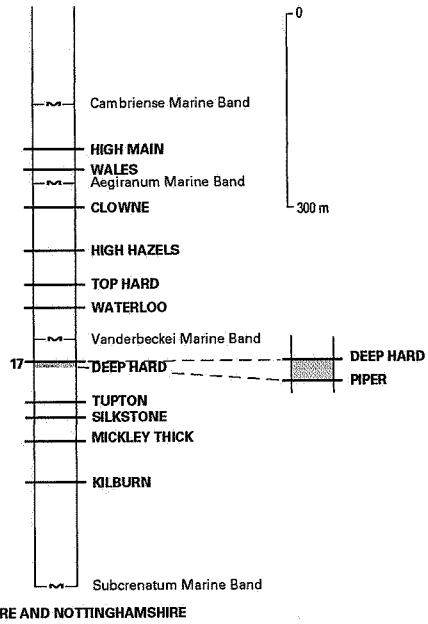 0
M Cambriense Marine Band
HIGH MAIN
WALES
M Aegiranum Marine Band
CLOWNE
300 m
HIGH HAZELS
TOP HARD
WATERLOO
M Vanderbeckei Marine Band
17 DEEP HARD
DEEP HARD
PIPER
TUPTON
SILKSTONE
MICKLEY THICK
KILBURN
M Subcrenatum Marine Band
RE AND NOTTINGHAMSHIRE